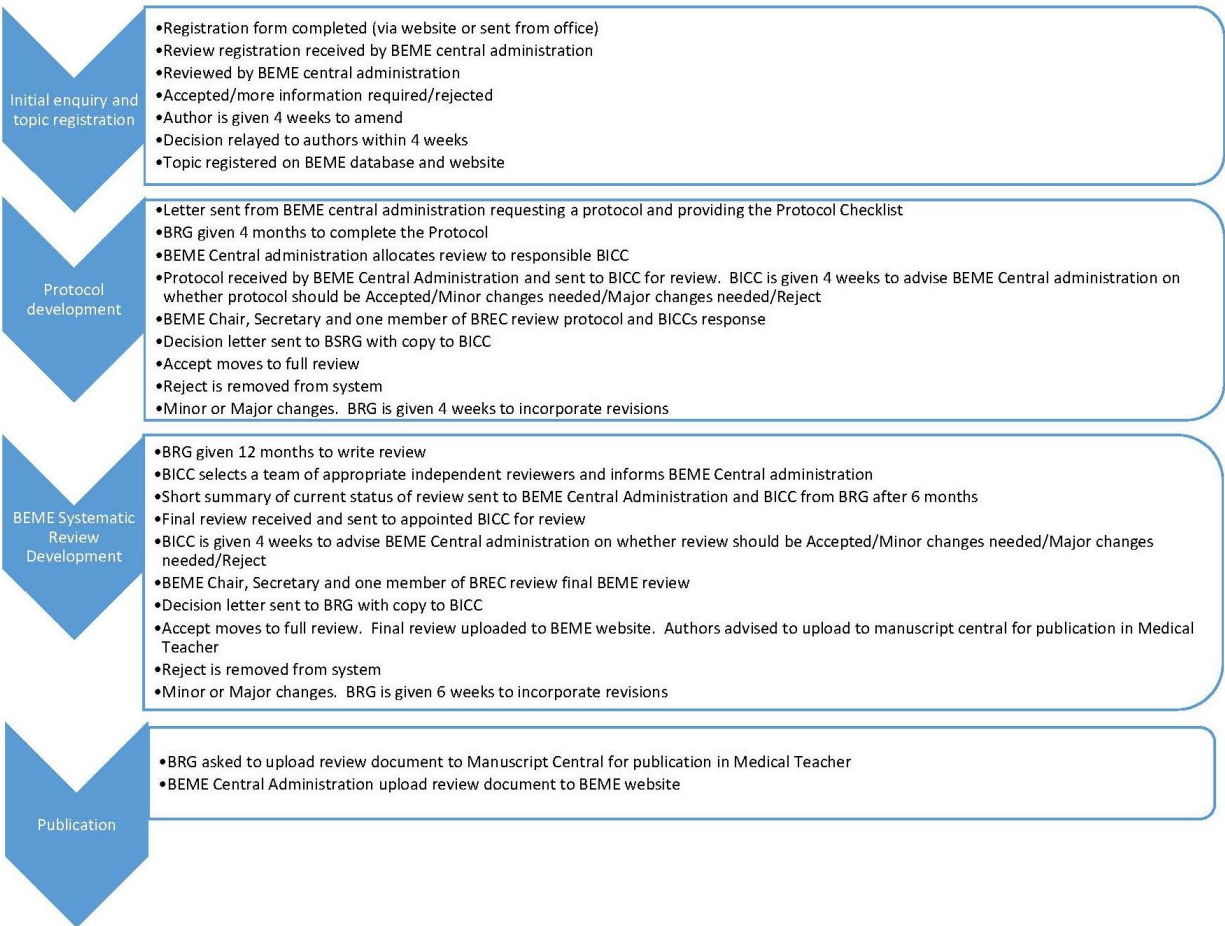 Initial enquiry and
topic registration
•Registration form completed (via website or sent from office)
•Review registration received by BEME central administration
•Reviewed by BEME central administration
•Accepted/more information required/rejected
•Author is given 4 weeks to amend
•Decision relayed to authors within 4 weeks
•Topic registered on BEME database and website
Protocol
development
•Letter sent from BEME central administration requesting a protocol and providing the Protocol Checklist
•BRG given 4 months to complete the Protocol
•BEME Central administration allocates review to responsible BICC
•Protocol received by BEME Central Administration and sent to BICC for review.  BICC is given 4 weeks to advise BEME Central administration on
whether protocol should be Accepted/Minor changes needed/Major changes needed/Reject
•BEME Chair, Secretary and one member of BREC review protocol and BICCs response
•Decision letter sent to BSRG with copy to BICC
•Accept moves to full review
•Reject is removed from system
•Minor or Major changes.  BRG is given 4 weeks to incorporate revisions
BEME Systematic
Review
Development
•BRG given 12 months to write review
•BICC selects a team of appropriate independent reviewers and informs BEME Central administration
•Short summary of current status of review sent to BEME Central Administration and BICC from BRG after 6 months
•Final review received and sent to appointed BICC for review
•BICC is given 4 weeks to advise BEME Central administration on whether review should be Accepted/Minor changes needed/Major changes
needed/Reject
•BEME Chair, Secretary and one member of BREC review final BEME review
•Decision letter sent to BRG with copy to BICC
•Accept moves to full review.  Final review uploaded to BEME website.  Authors advised to upload to manuscript central for publication in Medical
Teacher
•Reject is removed from system
•Minor or Major changes.  BRG is given 6 weeks to incorporate revisions
Publication
•BRG asked to upload review document to Manuscript Central for publication in Medical Teacher
•BEME Central Administration upload review document to BEME website